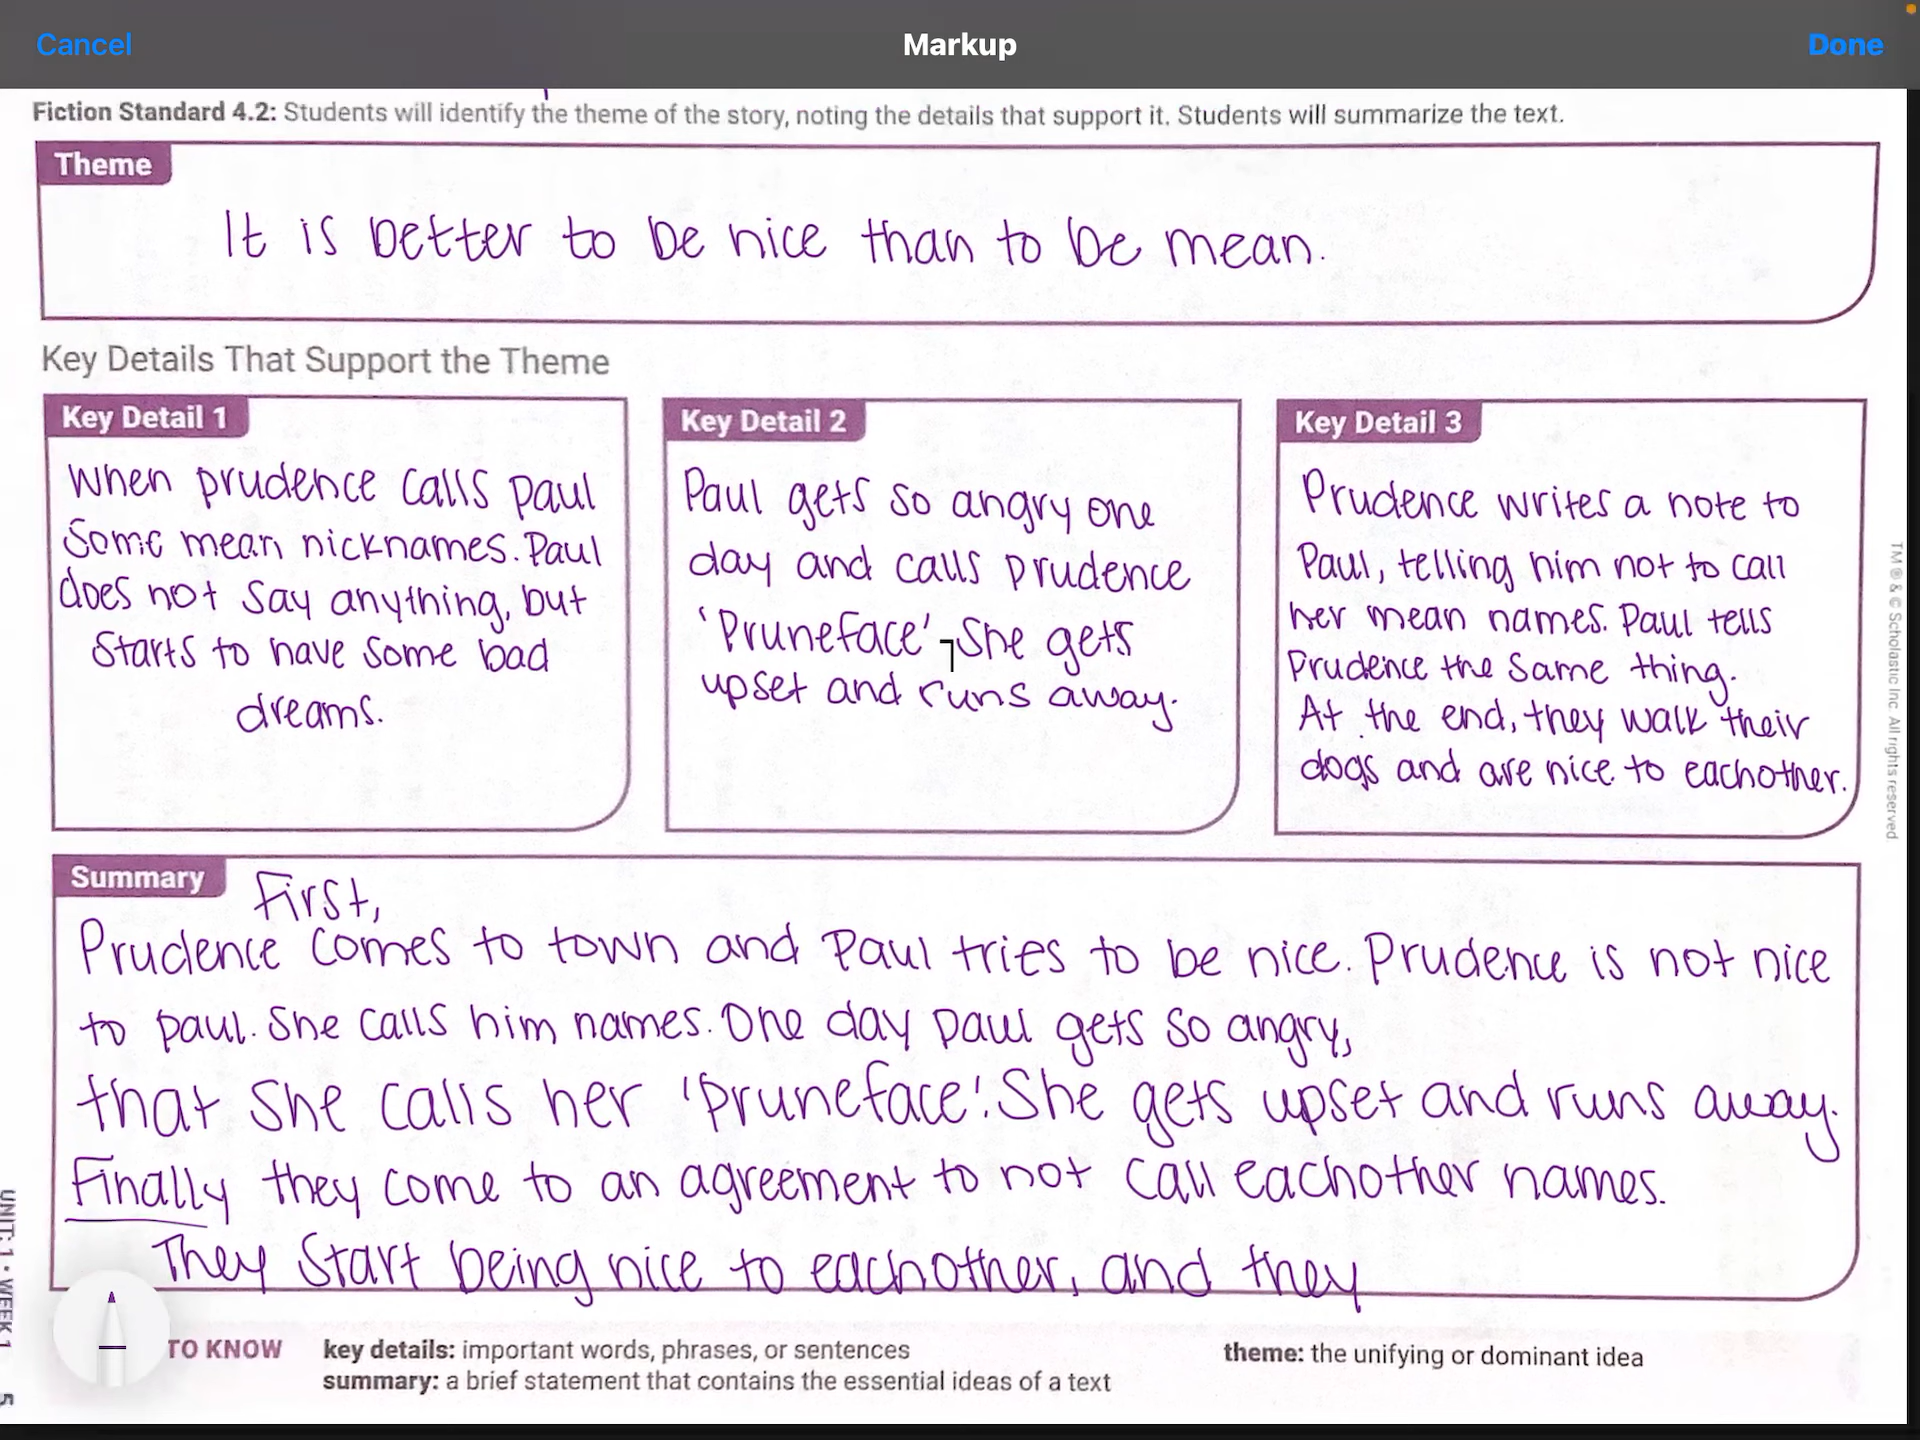 Cancel
Markup
Done
Fiction Standard 4.2: Students will identify the theme of the story, noting the details that support it. Students will summarize the text.
Theme
It is better to be nice than to be mean.
Key Details That Support the Theme
Key Detail 1
When prudence calls paul
Some mean nicknames. Paul
does not say anything, but
starts to have some bad
dreams.
Key Detail 2
Paul gets so angry one
day and calls prudence
'Pruneface', She gets
upset and runs away.
Key Detail 3
Prudence writes a note to
Paul, telling him not to call
her mean names. Paul tells
Prudence the same thing.
At the end, they walk their
dogs and are nice to eachother.
TM ® & © Scholastic Inc. All rights reserved
Summary
First,
Prudence comes to town and Paul tries to be nice. Prudence is not nice
to paul. She calls him names. One day paul gets so angry,
that she calls her 'pruneface'. She gets upset and runs away.
Finally they come to an agreement to not call eachother names.
They start being nice to eachother, and they
UNIT: 1 • WEEK 1 5
TO KNOW
key details: important words, phrases, or sentences
summary: a brief statement that contains the essential ideas of a text
theme: the unifying or dominant idea